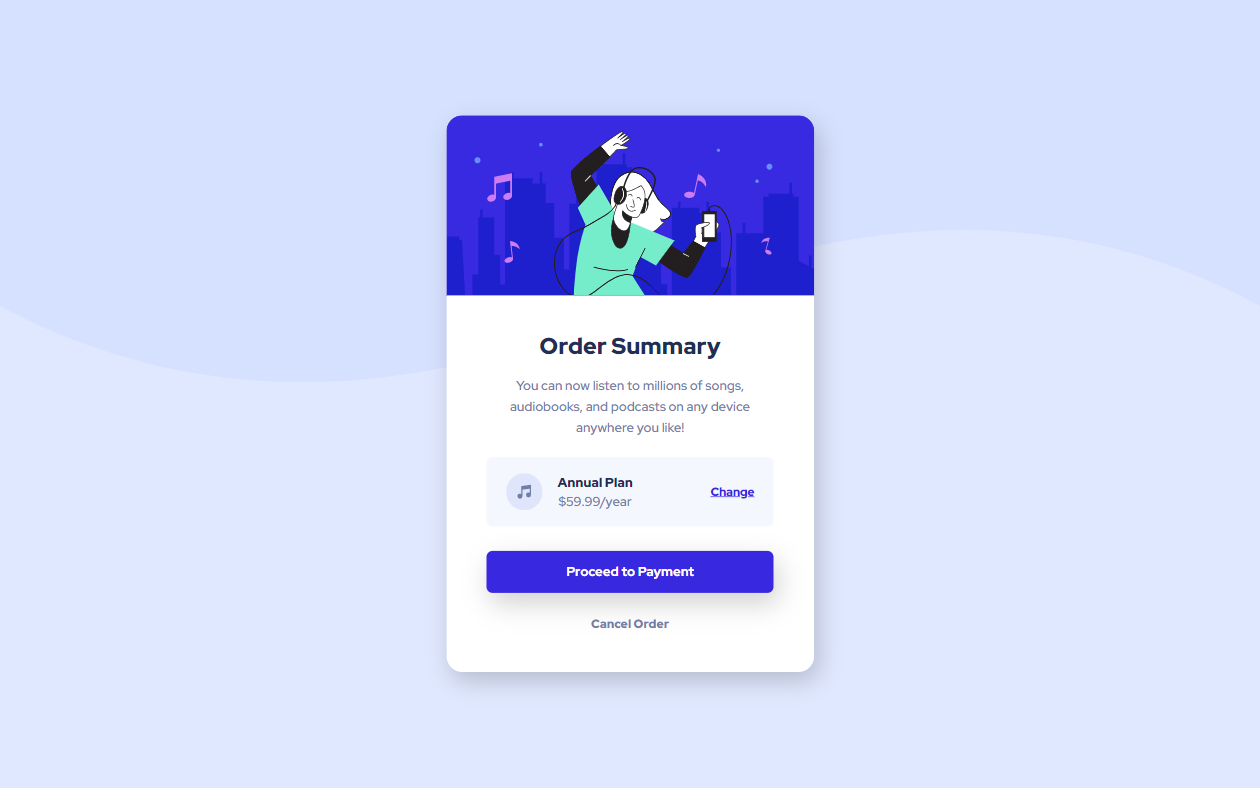 Order Summary
You can now listen to millions of songs,
audiobooks, and podcasts on any device
anywhere you like!
Annual Plan
$59.99/year
Change
Proceed to Payment
Cancel Order